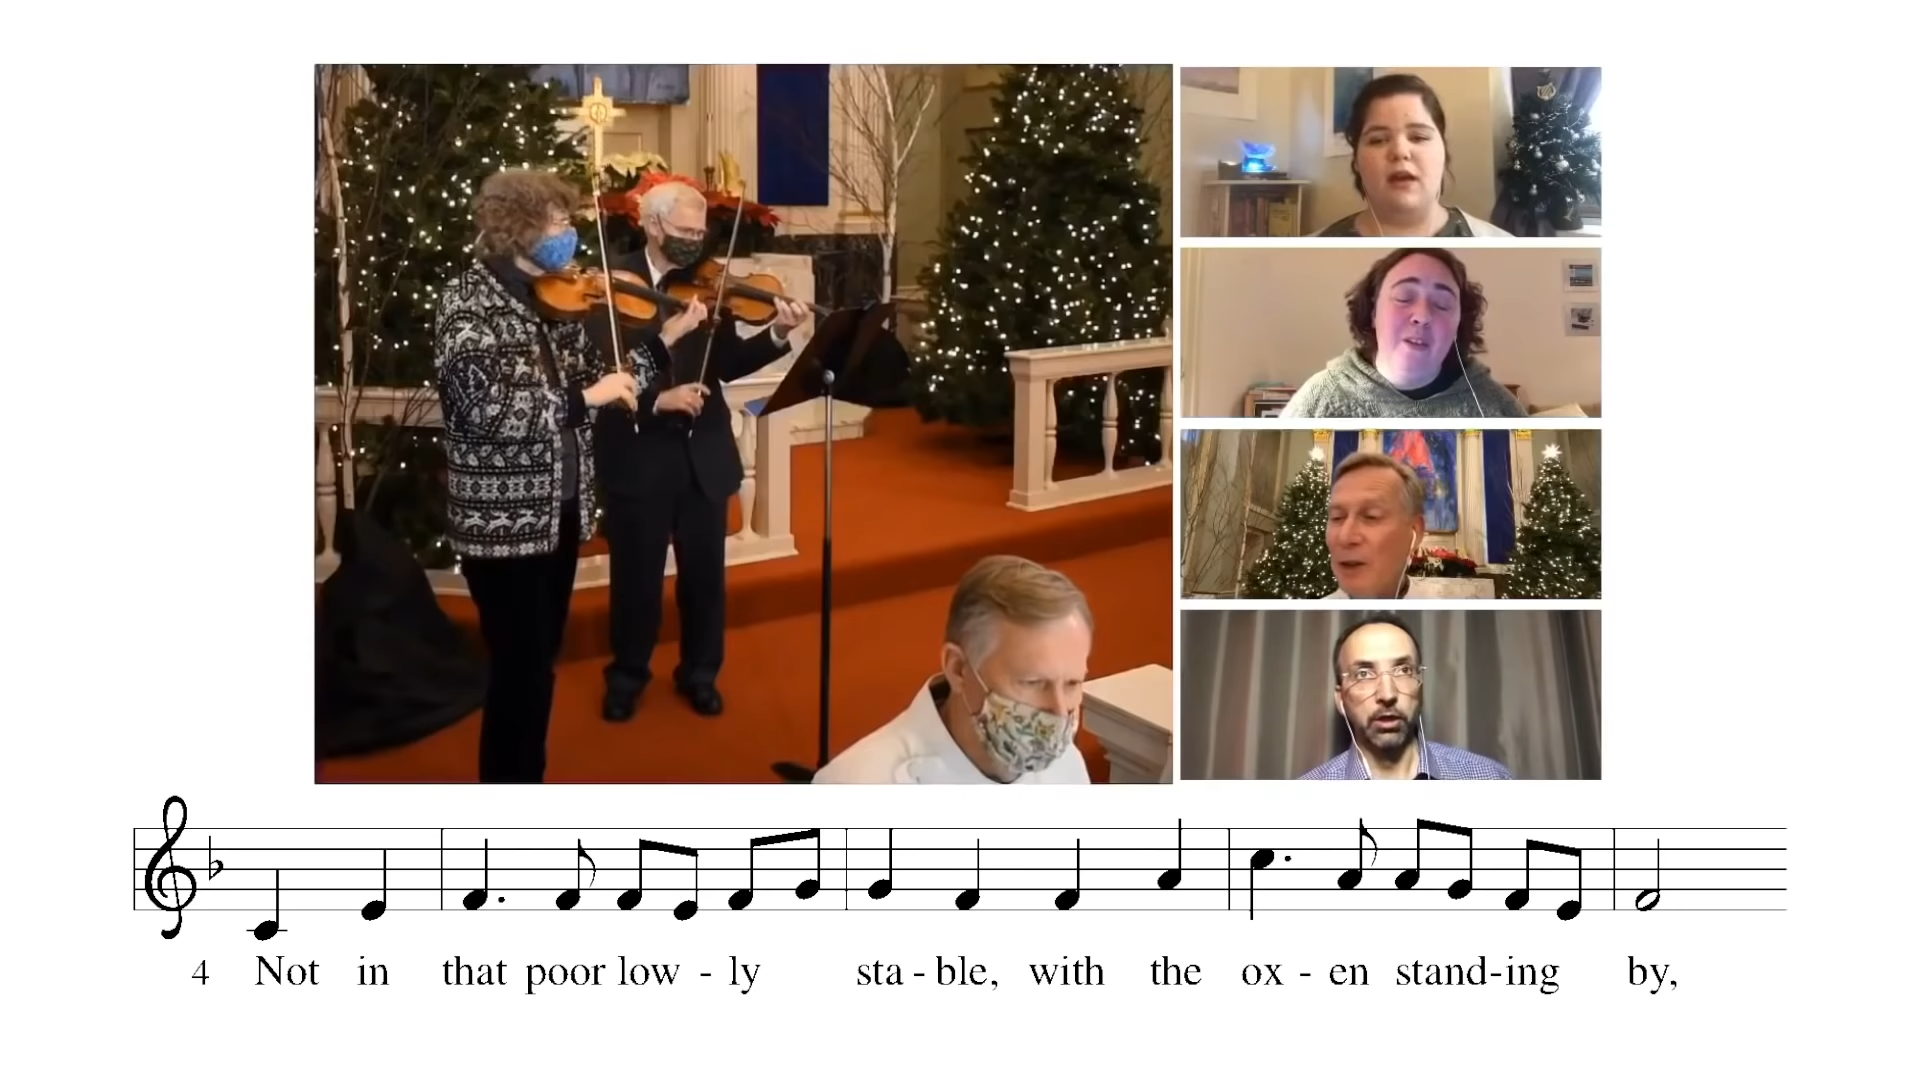 4 Not in that poor low - ly sta - ble, with the ox - en stand-ing by,